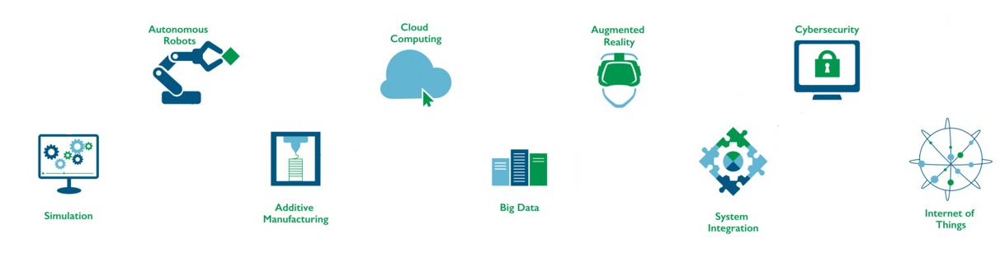 Autonomous
Robots
Cloud
Computing
Augmented
Reality
Cybersecurity
Simulation
Additive
Manufacturing
Big Data
System
Integration
Internet of
Things